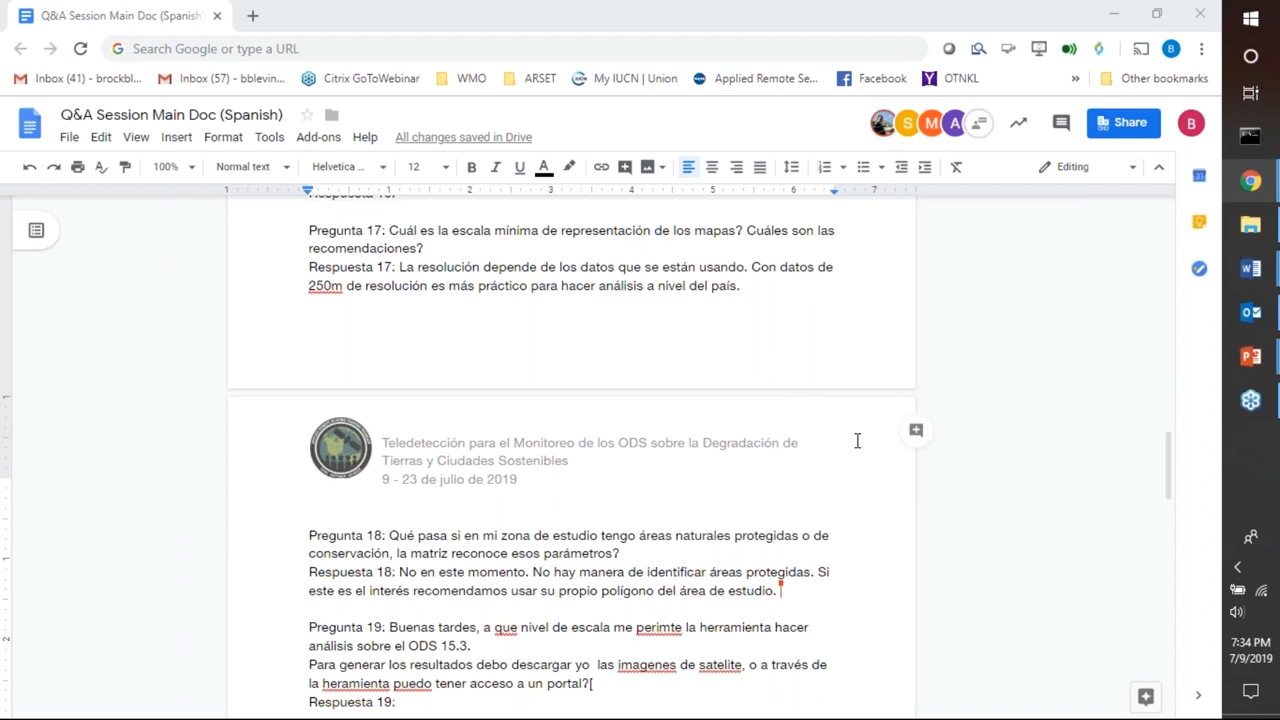 Q&A Session Main Doc (Spanish)
Search Google or type a URL
Inbox (41) - brockbl...
Inbox (57) - bblevin...
Citrix GoToWebinar
WMO
ARSET
My IUCN | Union
Applied Remote Se...
Facebook
OTNKL
»
Other bookmarks
Q&A Session Main Doc (Spanish)
File Edit View Insert Format Tools Add-ons Help All changes saved in Drive
S M A
Share
B
100% Normal text Helvetica ... 12 B I U A Editing
1 1 2 3 4 5 6 7
Pregunta 17: Cuál es la escala mínima de representación de los mapas? Cuáles son las
recomendaciones?
Respuesta 17: La resolución depende de los datos que se están usando. Con datos de
250m de resolución es más práctico para hacer análisis a nivel del país.
Teledetección para el Monitoreo de los ODS sobre la Degradación de
Tierras y Ciudades Sostenibles
9 - 23 de julio de 2019
Pregunta 18: Qué pasa si en mi zona de estudio tengo áreas naturales protegidas o de
conservación, la matriz reconoce esos parámetros?
Respuesta 18: No en este momento. No hay manera de identificar áreas protegidas. Si
este es el interés recomendamos usar su propio polígono del área de estudio.
Pregunta 19: Buenas tardes, a que nivel de escala me perimte la herramienta hacer
análisis sobre el ODS 15.3.
Para generar los resultados debo descargar yo  las imagenes de satelite, o a través de
la heramienta puedo tener acceso a un portal?[
Respuesta 19:
7:34 PM
7/9/2019